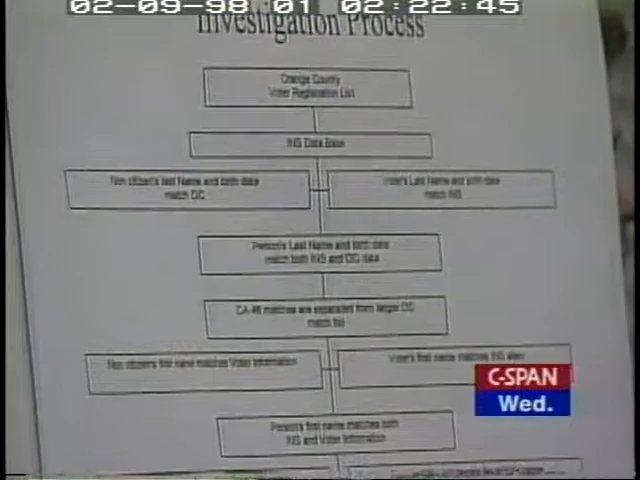 02-09-98 01 02:22:45
Investigation Process
Orange County
Voter Registration List
INS Data Base
Non citizen's last Name and birth data
match OC
Voter's Last Name and birth data
match INS
Person's Last Name and birth data
match both INS and OC data
CA-46 matches are separated from larger OC
match list
Non citizen's first name matches Voter Information
Voter's first name matches INS Alien
Person's first name matches both
INS and Voter Information
C-SPAN
Wed.